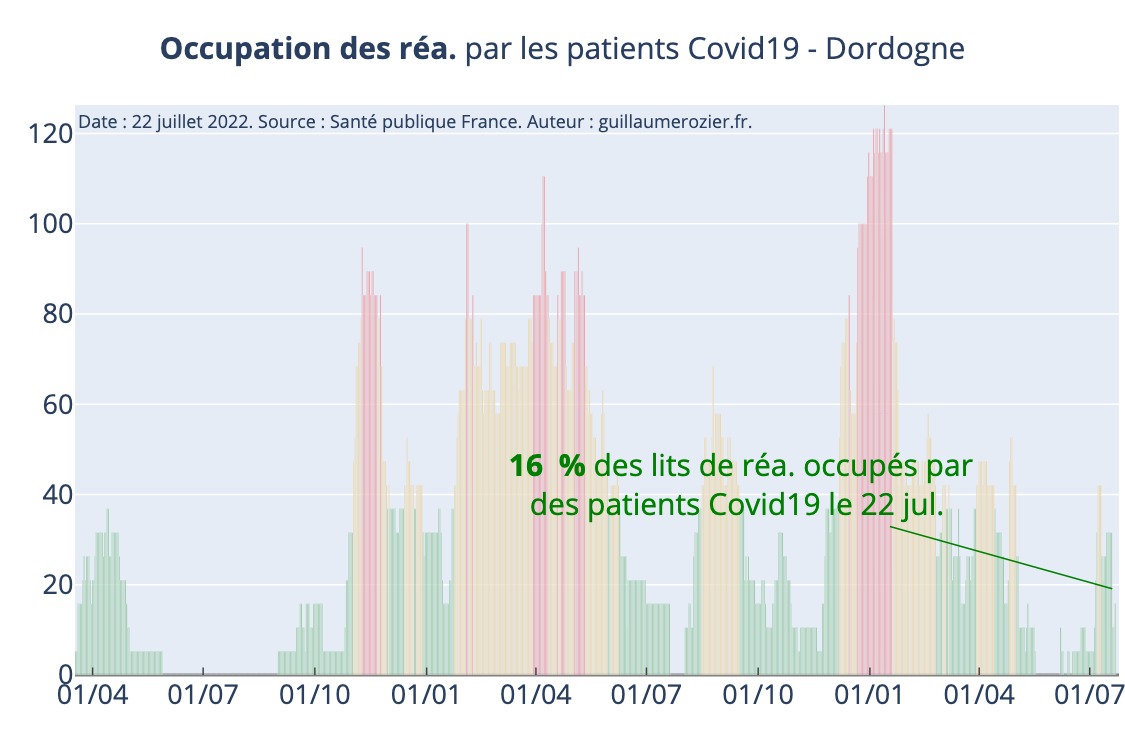 Occupation des réa. par les patients Covid19 - Dordogne
Date : 22 juillet 2022. Source : Santé publique France. Auteur : guillaumerozier.fr.
120
100
80
60
40
20
0
16 % des lits de réa. occupés par
des patients Covid19 le 22 jul.
01/04 01/07 01/10 01/01 01/04 01/07 01/10 01/01 01/04 01/07